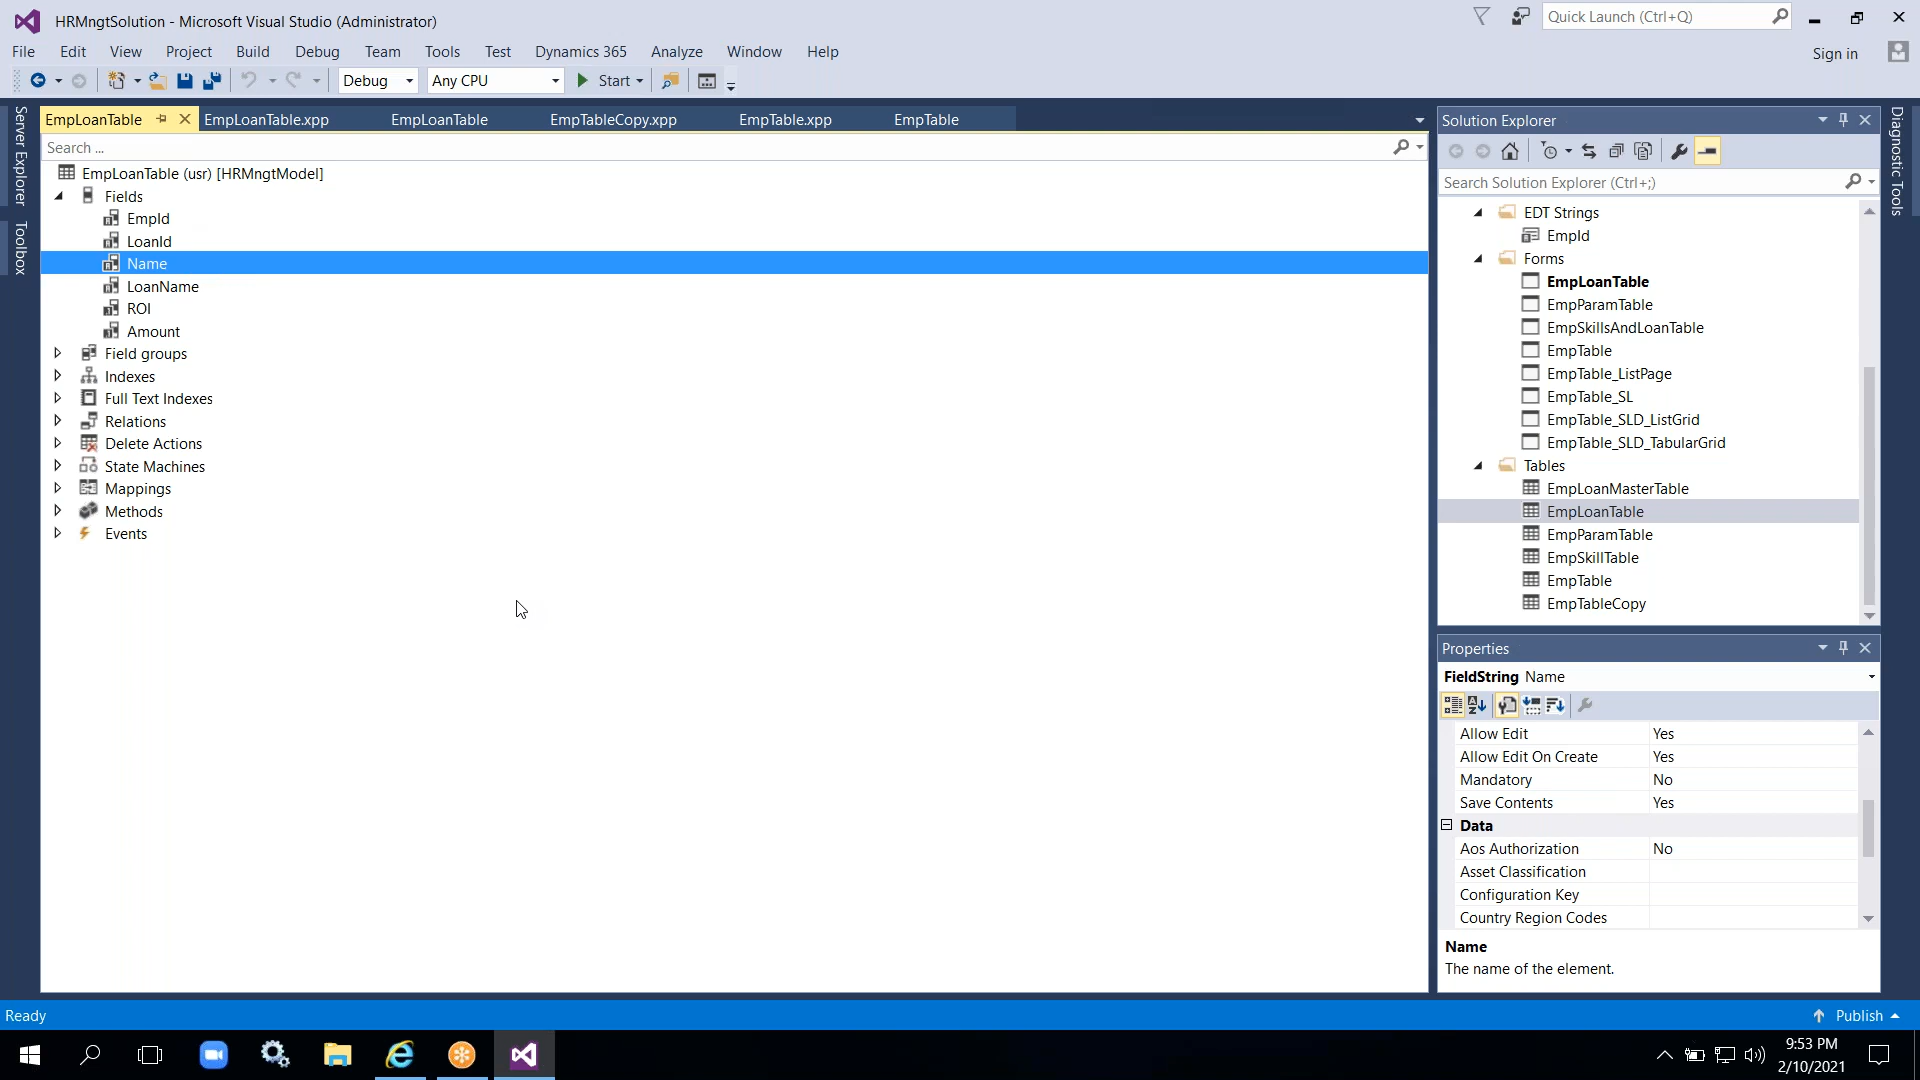 HRMngtSolution - Microsoft Visual Studio (Administrator)
Quick Launch (Ctrl+Q)
File Edit View Project Build Debug Team Tools Test Dynamics 365 Analyze Window Help
Sign in
Debug Any CPU Start
Server Explorer
Toolbox
EmpLoanTable EmpLoanTable.xpp EmpLoanTable EmpTableCopy.xpp EmpTable.xpp EmpTable
Search ...
EmpLoanTable (usr) [HRMngtModel]
Fields
EmpId
LoanId
Name
LoanName
ROI
Amount
Field groups
Indexes
Full Text Indexes
Relations
Delete Actions
State Machines
Mappings
Methods
Events
Solution Explorer
Search Solution Explorer (Ctrl+;)
EDT Strings
EmpId
Forms
EmpLoanTable
EmpParamTable
EmpSkillsAndLoanTable
EmpTable
EmpTable_ListPage
EmpTable_SL
EmpTable_SLD_ListGrid
EmpTable_SLD_TabularGrid
Tables
EmpLoanMasterTable
EmpLoanTable
EmpParamTable
EmpSkillTable
EmpTable
EmpTableCopy
Diagnostic Tools
Properties
FieldString Name
Allow Edit Yes
Allow Edit On Create Yes
Mandatory No
Save Contents Yes
Data
Aos Authorization No
Asset Classification
Configuration Key
Country Region Codes
Name
The name of the element.
Ready
Publish
9:53 PM
2/10/2021